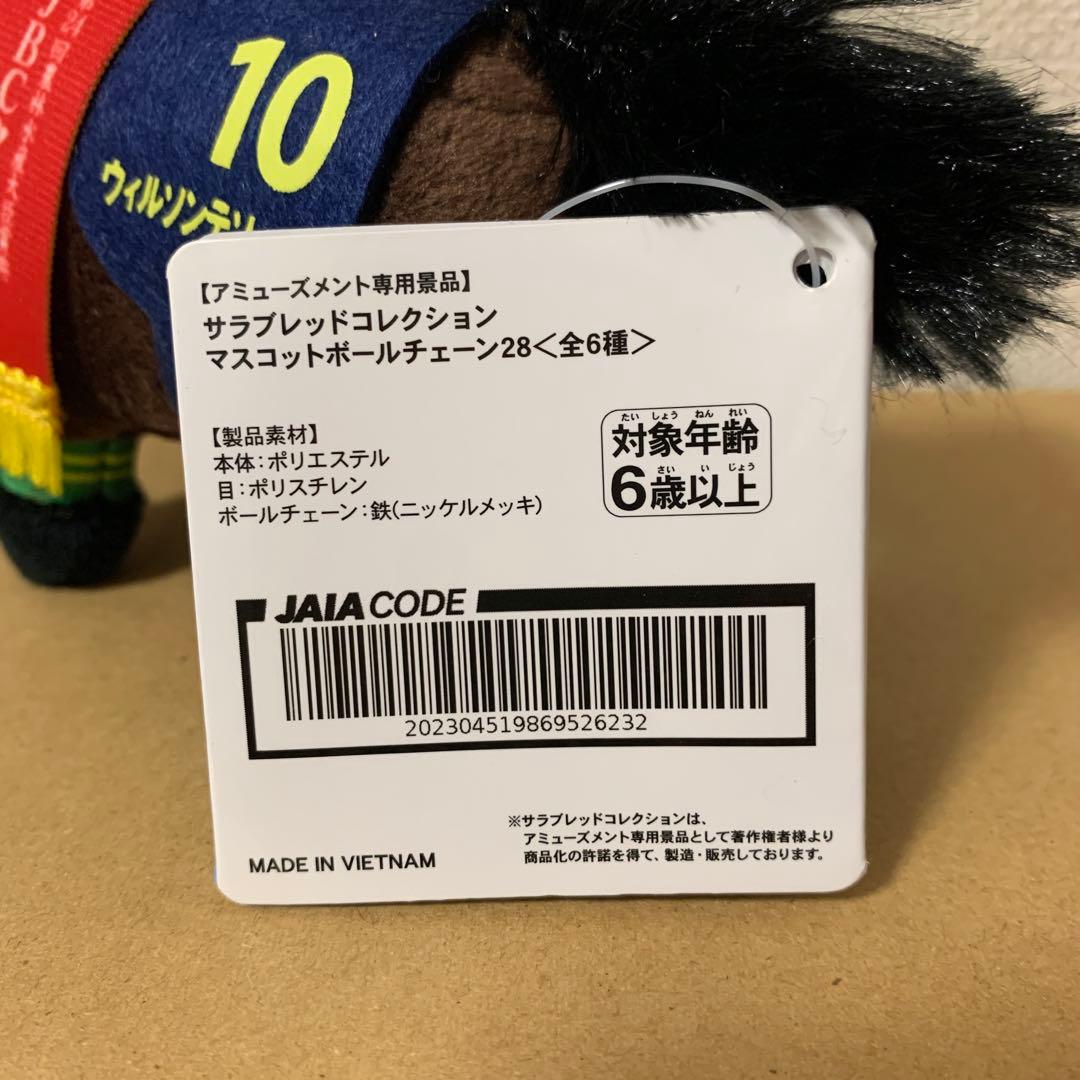 JBC
10
ウィルソンテソ
【アミューズメント専用景品】
サラブレッドコレクション
マスコットボールチェーン28＜全6種＞
【製品素材】
本体：ポリエステル
目：ポリスチレン
ボールチェーン：鉄(ニッケルメッキ)
たいしょうねんれい
対象年齢
さいいじょう
6歳以上
JAIA CODE
202304519869526232
※サラブレッドコレクションは、
アミューズメント専用景品として著作権者様より
商品化の許諾を得て、製造・販売しております。
MADE IN VIETNAM